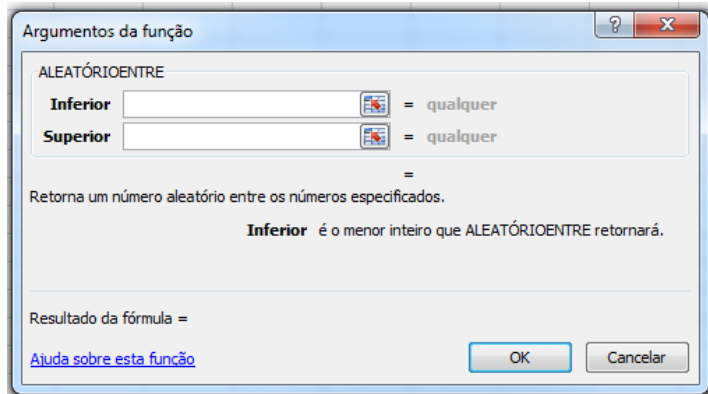 Argumentos da função
ALEATÓRIOENTRE
Inferior = qualquer
Superior = qualquer
=
Retorna um número aleatório entre os números especificados.
Inferior é o menor inteiro que ALEATÓRIOENTRE retornará.
Resultado da fórmula =
Ajuda sobre esta função OK Cancelar